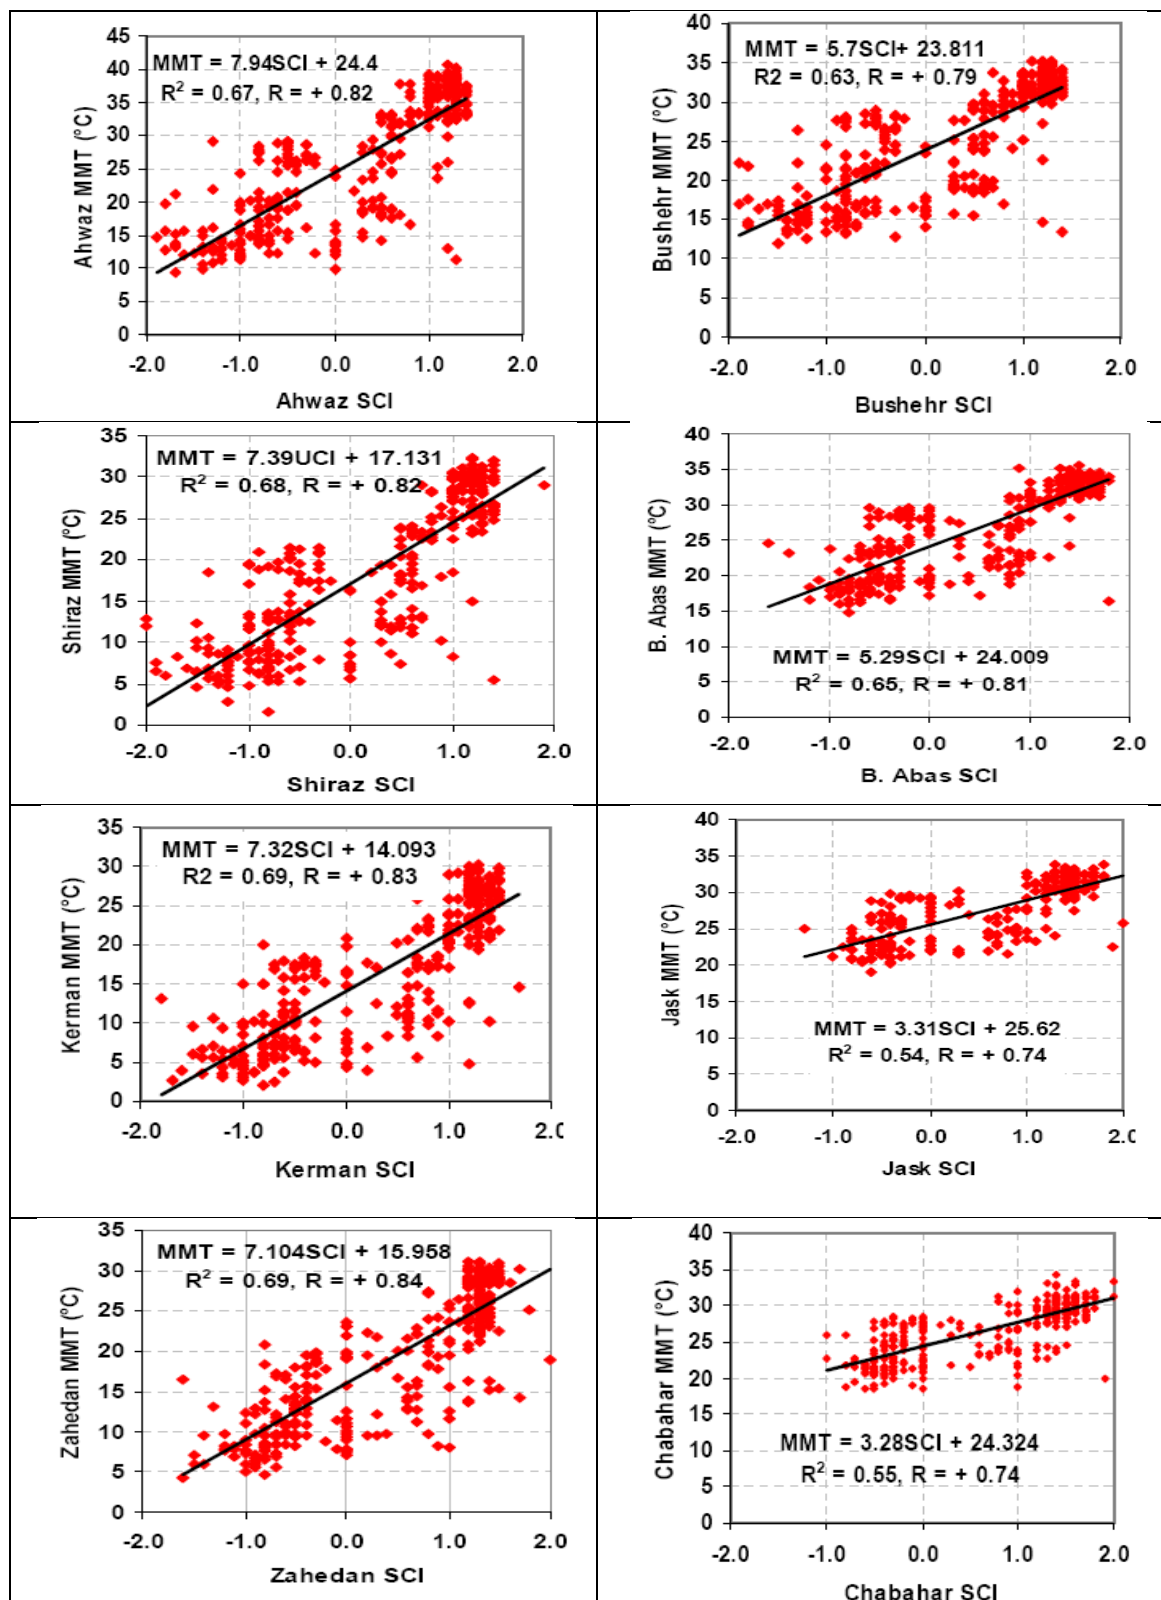 45
40
35
30
25
20
15
10
5
0
MMT = 7.94SCI + 24.4
R² = 0.67, R = + 0.82
Ahwaz MMT (°C)
-2.0 -1.0 0.0 1.0 2.0
Ahwaz SCI
40
35
30
25
20
15
10
5
0
MMT = 5.7SCI+ 23.811
R2 = 0.63, R = + 0.79
Bushehr MMT (°C)
-2.0 -1.0 0.0 1.0 2.0
Bushehr SCI
35
30
25
20
15
10
5
0
MMT = 7.39UCI + 17.131
R² = 0.68, R = + 0.82
Shiraz MMT (°C)
-2.0 -1.0 0.0 1.0 2.0
Shiraz SCI
40
35
30
25
20
15
10
5
0
B. Abas MMT (°C)
MMT = 5.29SCI + 24.009
R² = 0.65, R = + 0.81
-2.0 -1.0 0.0 1.0 2.0
B. Abas SCI
35
30
25
20
15
10
5
0
MMT = 7.32SCI + 14.093
R2 = 0.69, R = + 0.83
Kerman MMT (°C)
-2.0 -1.0 0.0 1.0 2.0
Kerman SCI
40
35
30
25
20
15
10
5
0
Jask MMT (°C)
MMT = 3.31SCI + 25.62
R² = 0.54, R = + 0.74
-2.0 -1.0 0.0 1.0 2.0
Jask SCI
35
30
25
20
15
10
5
0
MMT = 7.104SCI + 15.958
R² = 0.69, R = + 0.84
Zahedan MMT (°C)
-2.0 -1.0 0.0 1.0 2.0
Zahedan SCI
40
35
30
25
20
15
10
5
0
Chabahar MMT (°C)
MMT = 3.28SCI + 24.324
R² = 0.55, R = + 0.74
-2.0 -1.0 0.0 1.0 2.0
Chabahar SCI